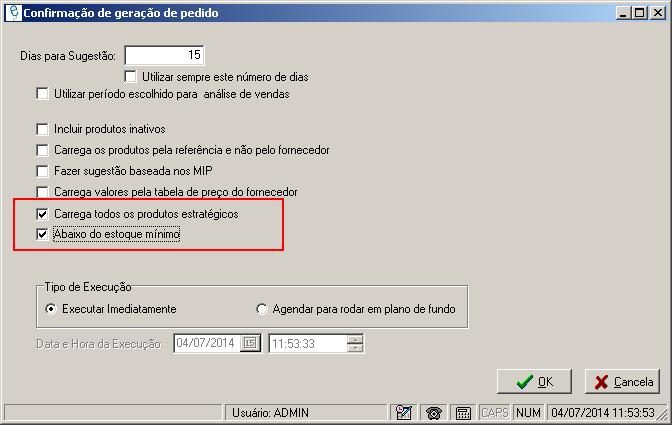 Confirmação de geração de pedido
Dias para Sugestão: 15
Utilizar sempre este número de dias
Utilizar período escolhido para análise de vendas
Incluir produtos inativos
Carrega os produtos pela referência e não pelo fornecedor
Fazer sugestão baseada nos MIP
Carrega valores pela tabela de preço do fornecedor
Carrega todos os produtos estratégicos
Abaixo do estoque mínimo
Tipo de Execução
Executar Imediatamente Agendar para rodar em plano de fundo
Data e Hora da Execução: 04/07/2014 15 11:53:33
OK Cancela
Usuário: ADMIN CAPS NUM 04/07/2014 11:53:53